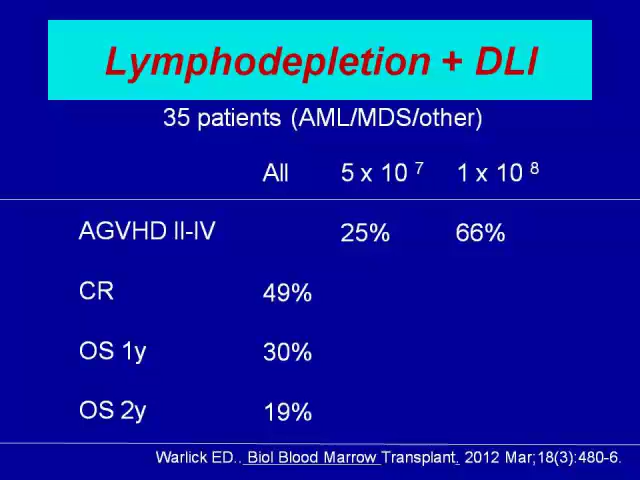 Lymphodepletion + DLI
35 patients (AML/MDS/other)
All 5 x 10 7 1 x 10 8
AGVHD II-IV 25% 66%
CR 49%
OS 1y 30%
OS 2y 19%
Warlick ED.. Biol Blood Marrow Transplant. 2012 Mar;18(3):480-6.